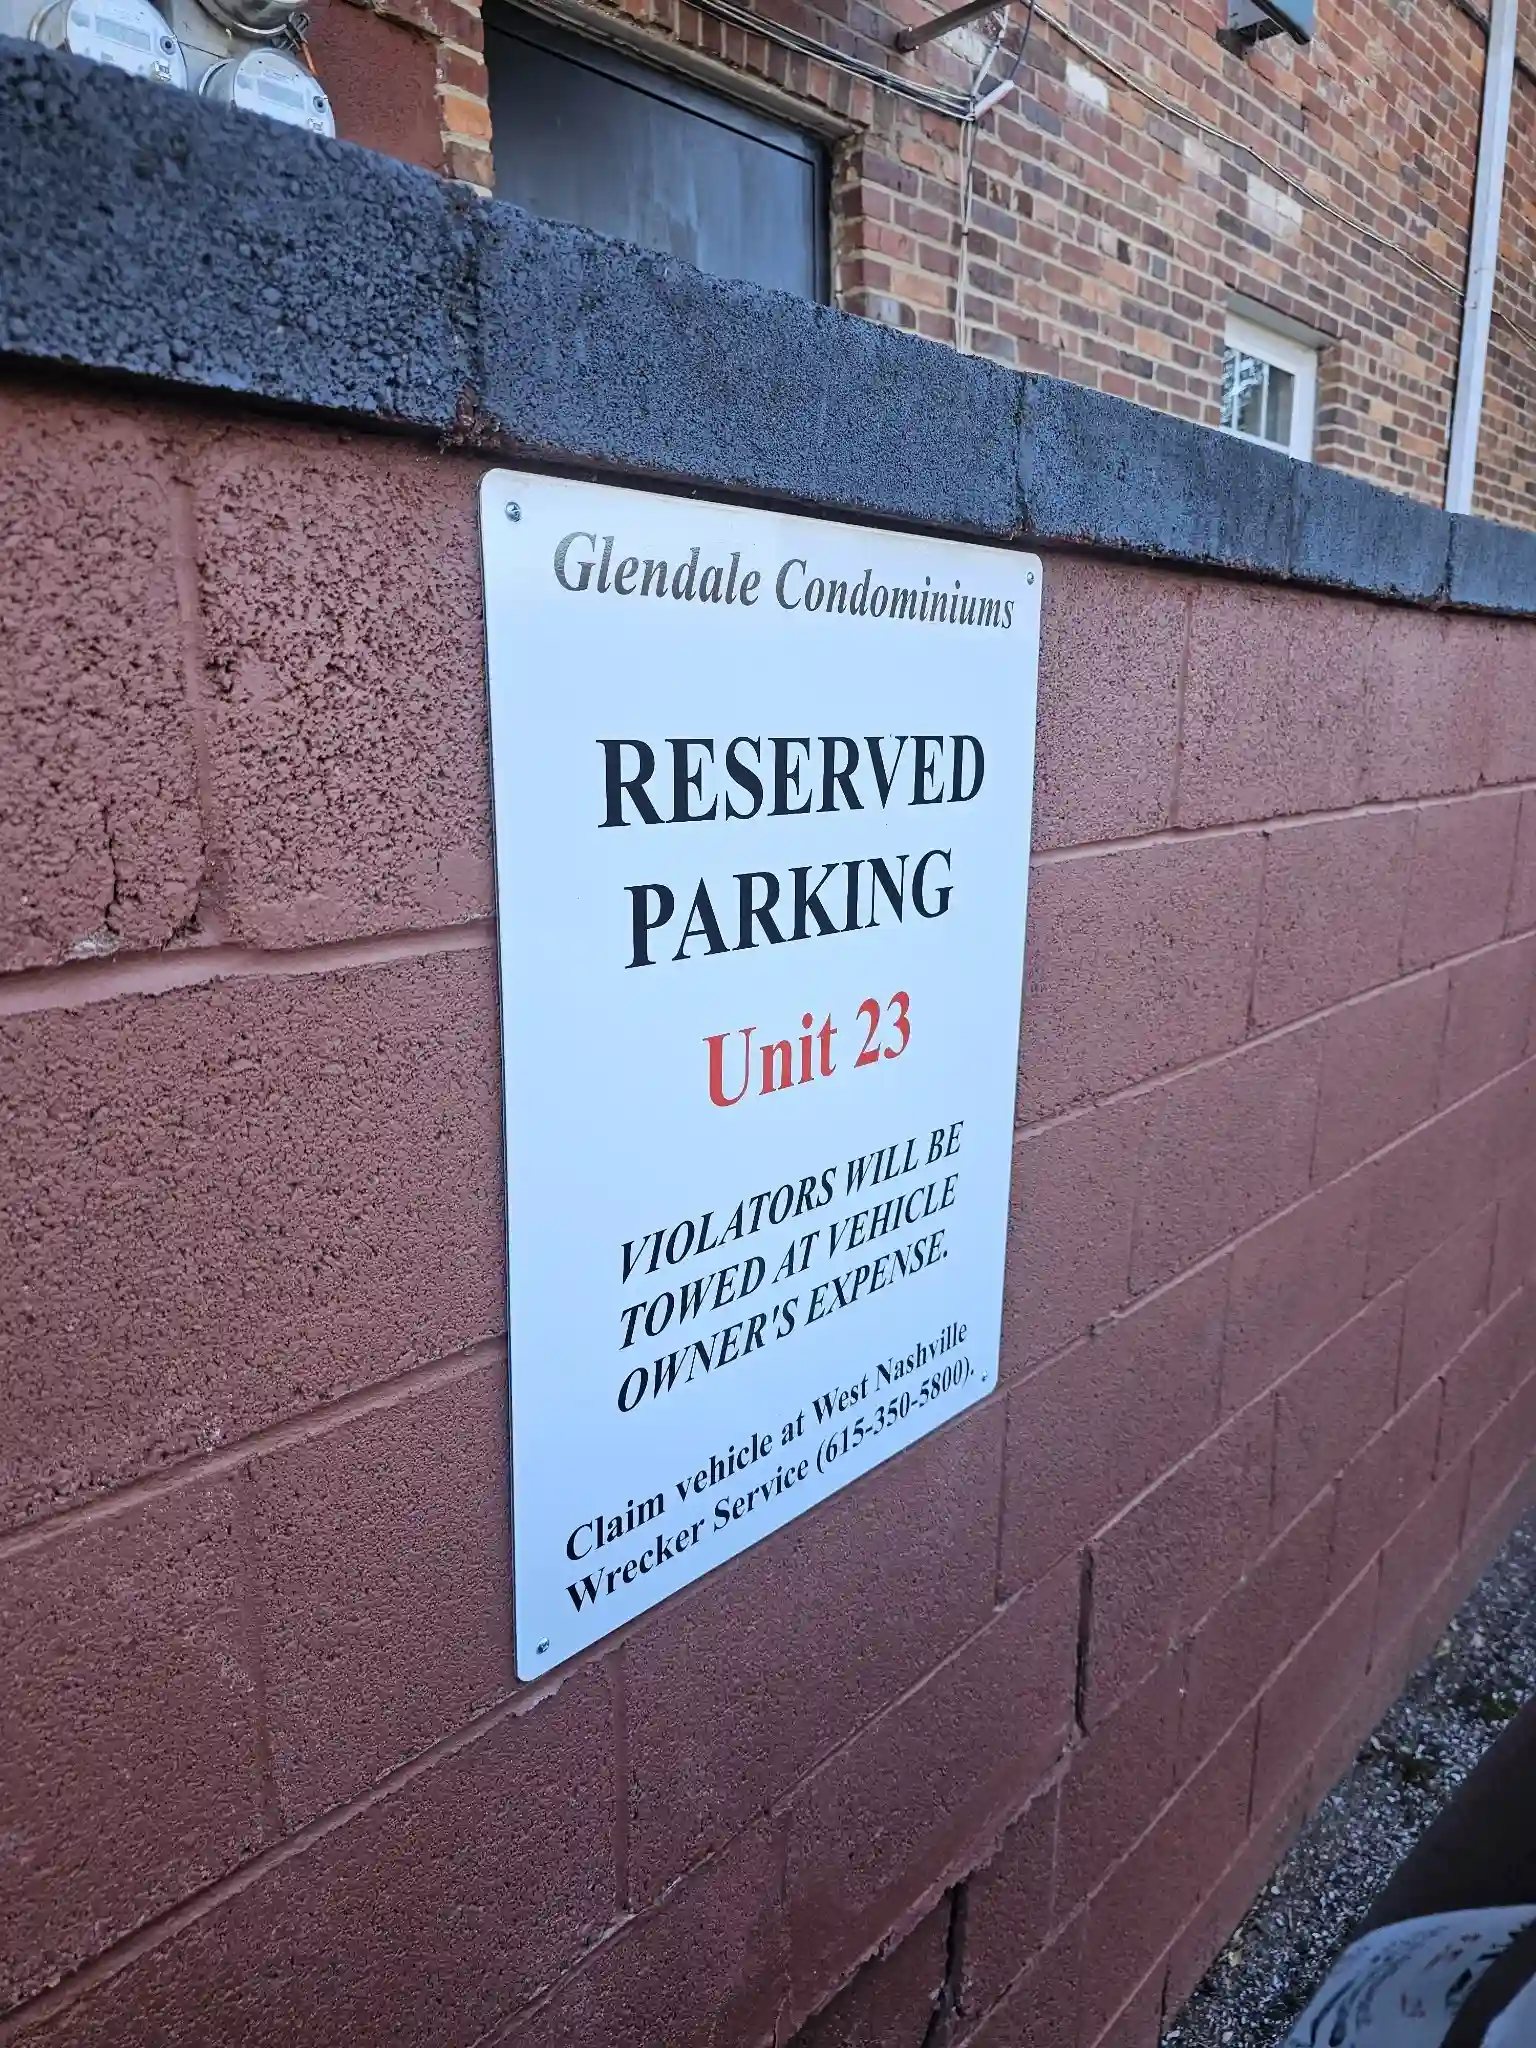 Glendale Condominiums
RESERVED
PARKING
Unit 23
VIOLATORS WILL BE
TOWED AT VEHICLE
OWNER'S EXPENSE.
Claim vehicle at West Nashville
Wrecker Service (615-350-5800).